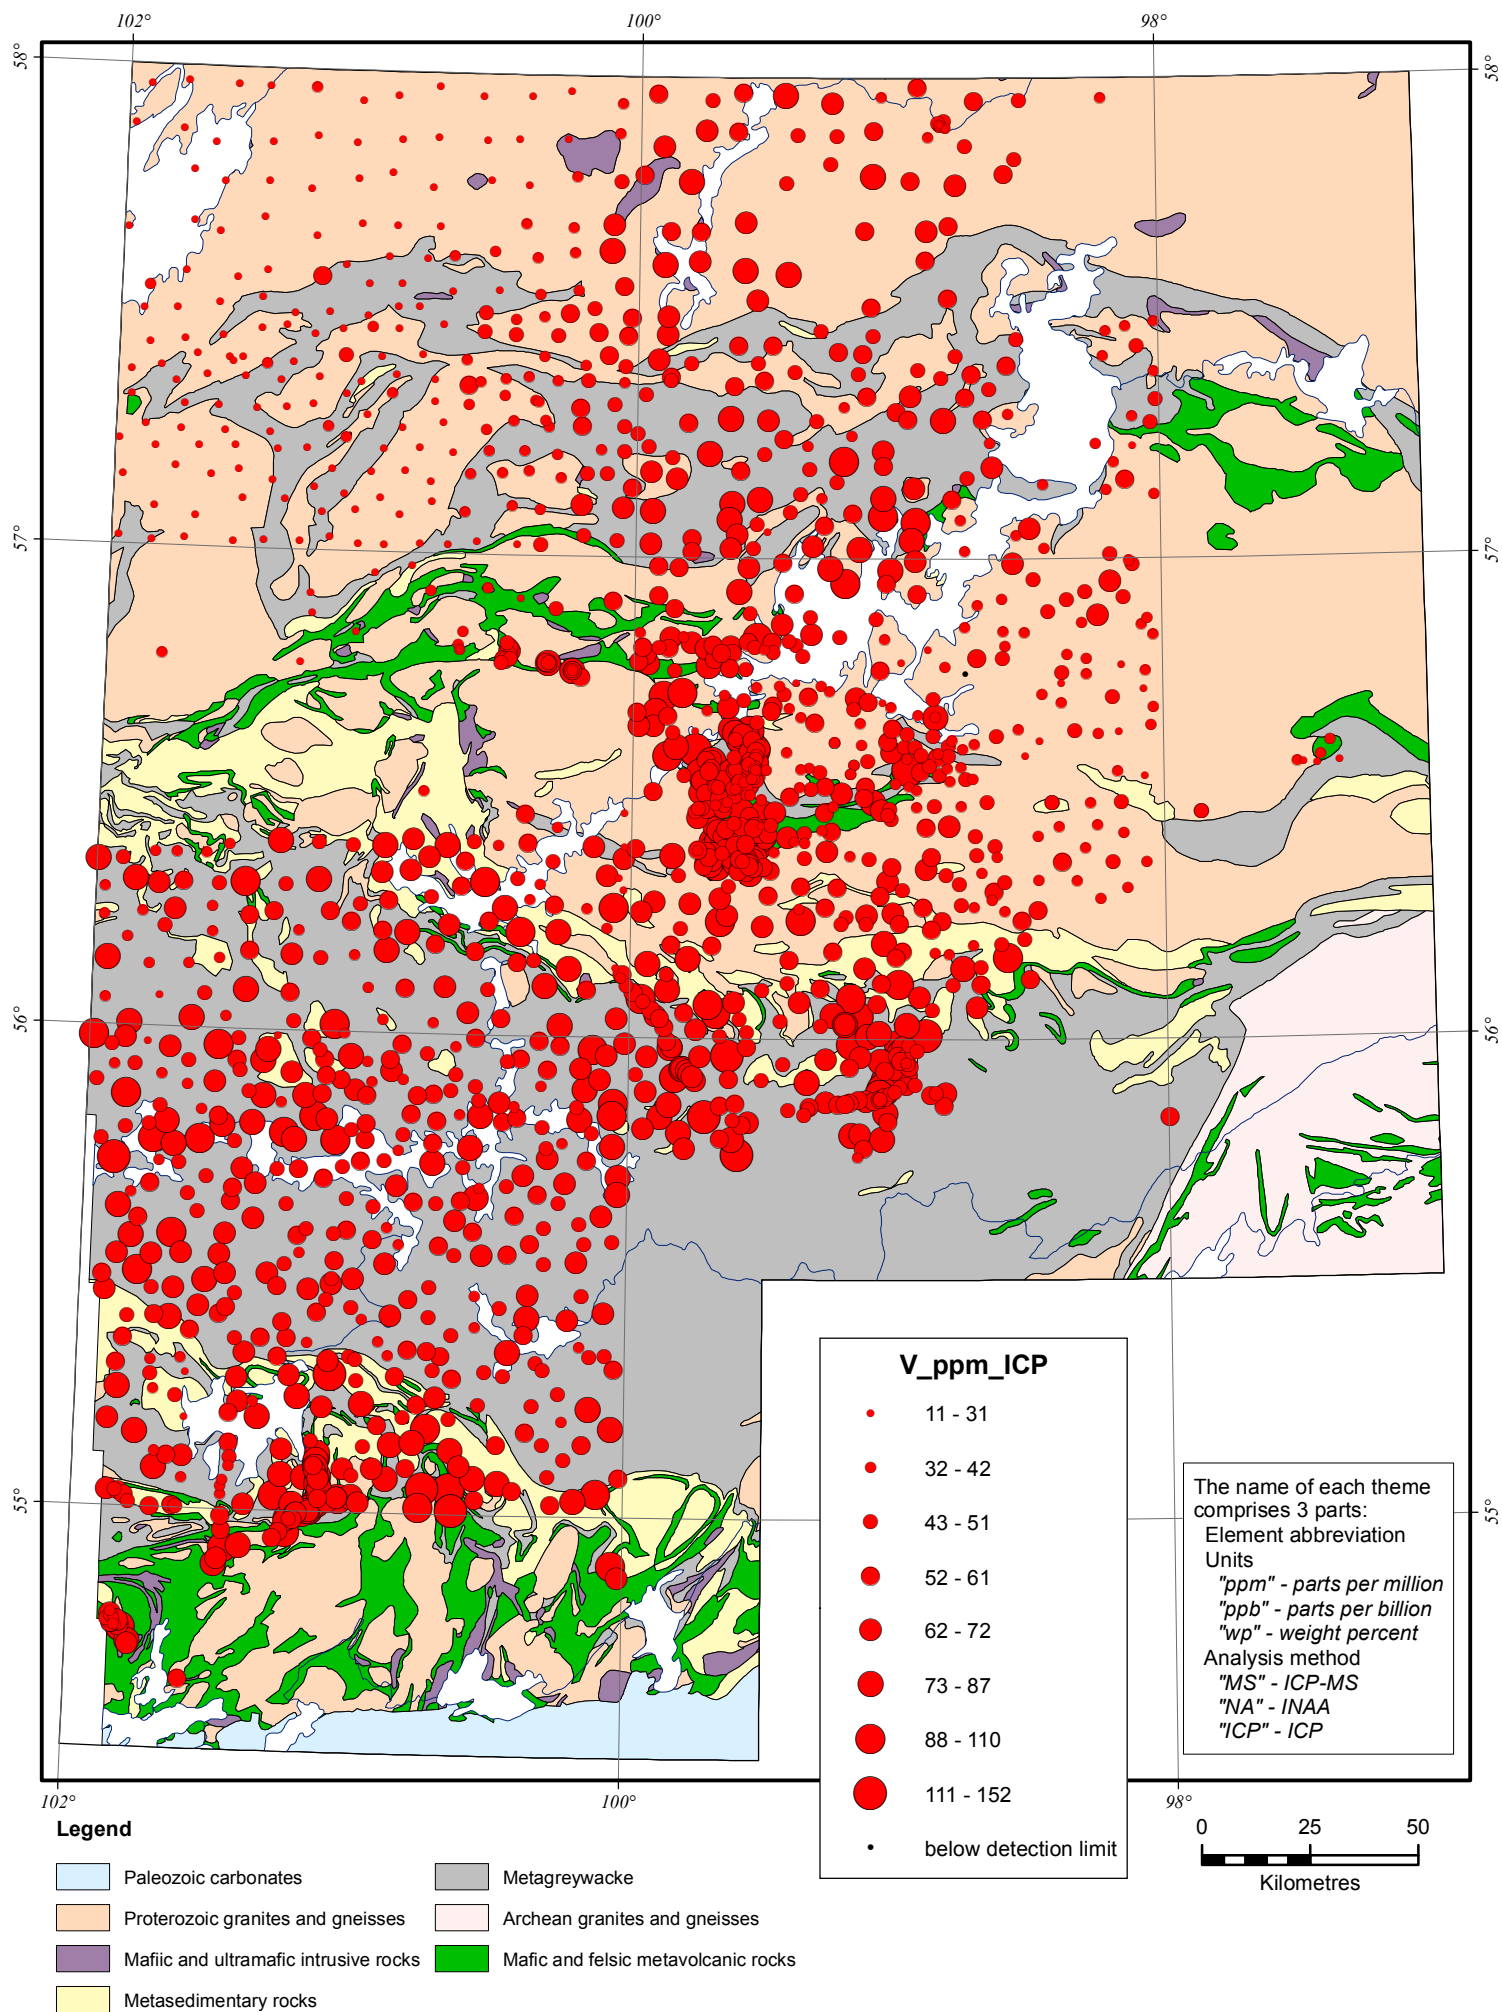 102°
100°
98°
58°
58°
57°
57°
56°
56°
55°
55°
V_ppm_ICP
11 - 31
32 - 42
43 - 51
52 - 61
62 - 72
73 - 87
88 - 110
111 - 152
below detection limit
The name of each theme
comprises 3 parts:
Element abbreviation
Units
"ppm" - parts per million
"ppb" - parts per billion
"wp" - weight percent
Analysis method
"MS" - ICP-MS
"NA" - INAA
"ICP" - ICP
102°
100°
98°
0 25 50
Kilometres
Legend
Paleozoic carbonates
Proterozoic granites and gneisses
Mafiic and ultramafic intrusive rocks
Metasedimentary rocks
Metagreywacke
Archean granites and gneisses
Mafic and felsic metavolcanic rocks